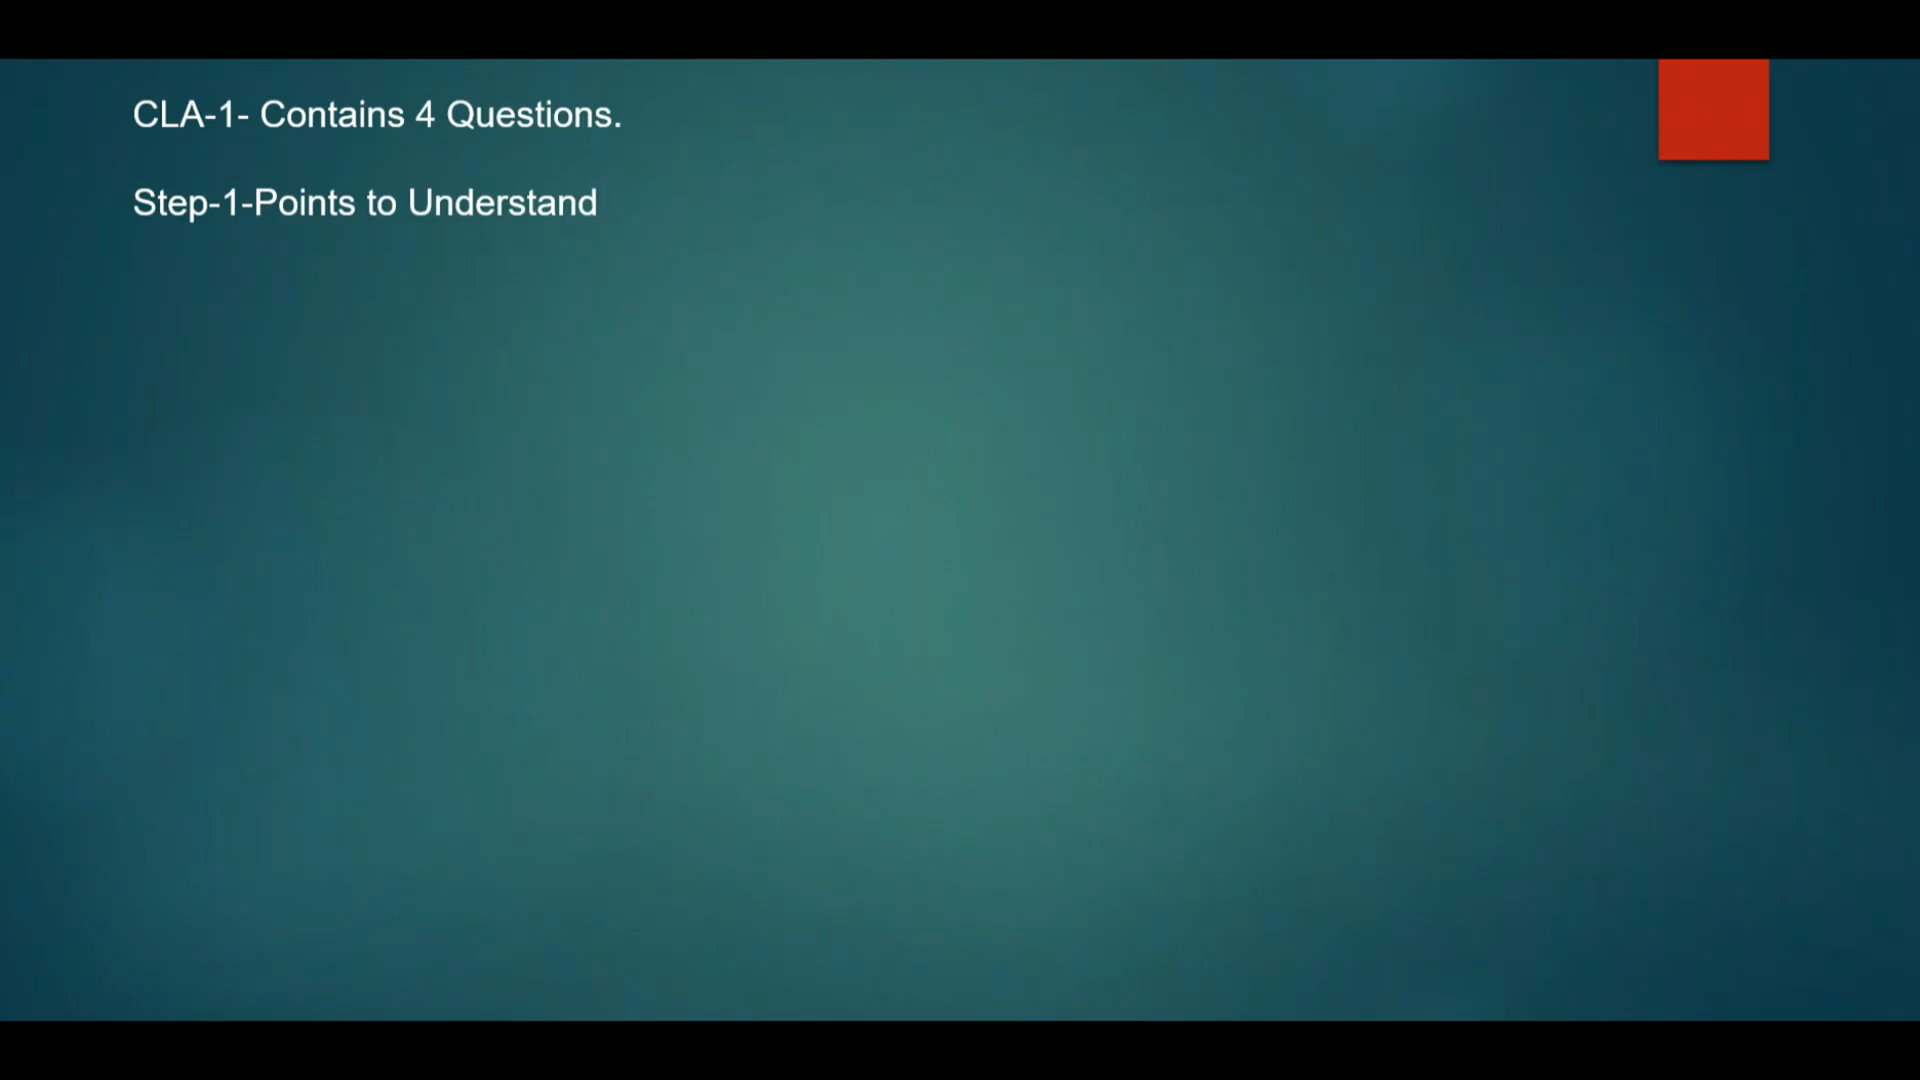 CLA-1- Contains 4 Questions.
Step-1-Points to Understand